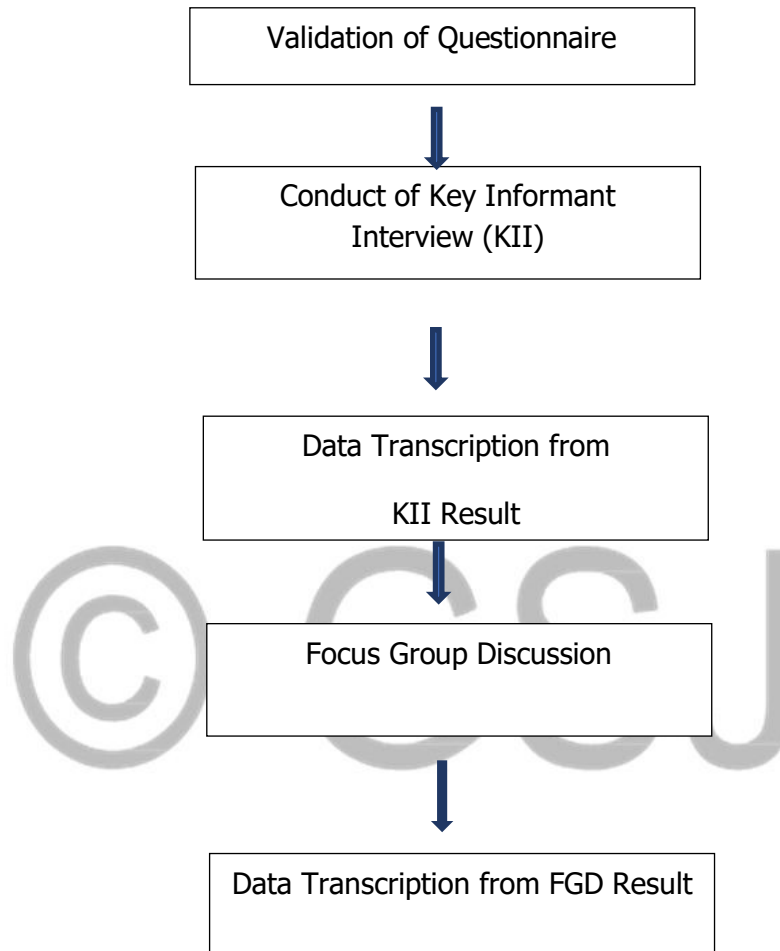 Validation of Questionnaire
Conduct of Key Informant
Interview (KII)
Data Transcription from
KII Result
© GSJ
Focus Group Discussion
Data Transcription from FGD Result